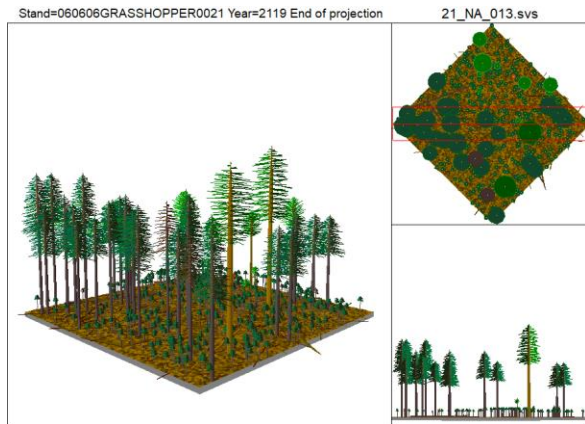 Stand=060606GRASSHOPPER0021 Year=2119 End of projection
21_NA_013.svs